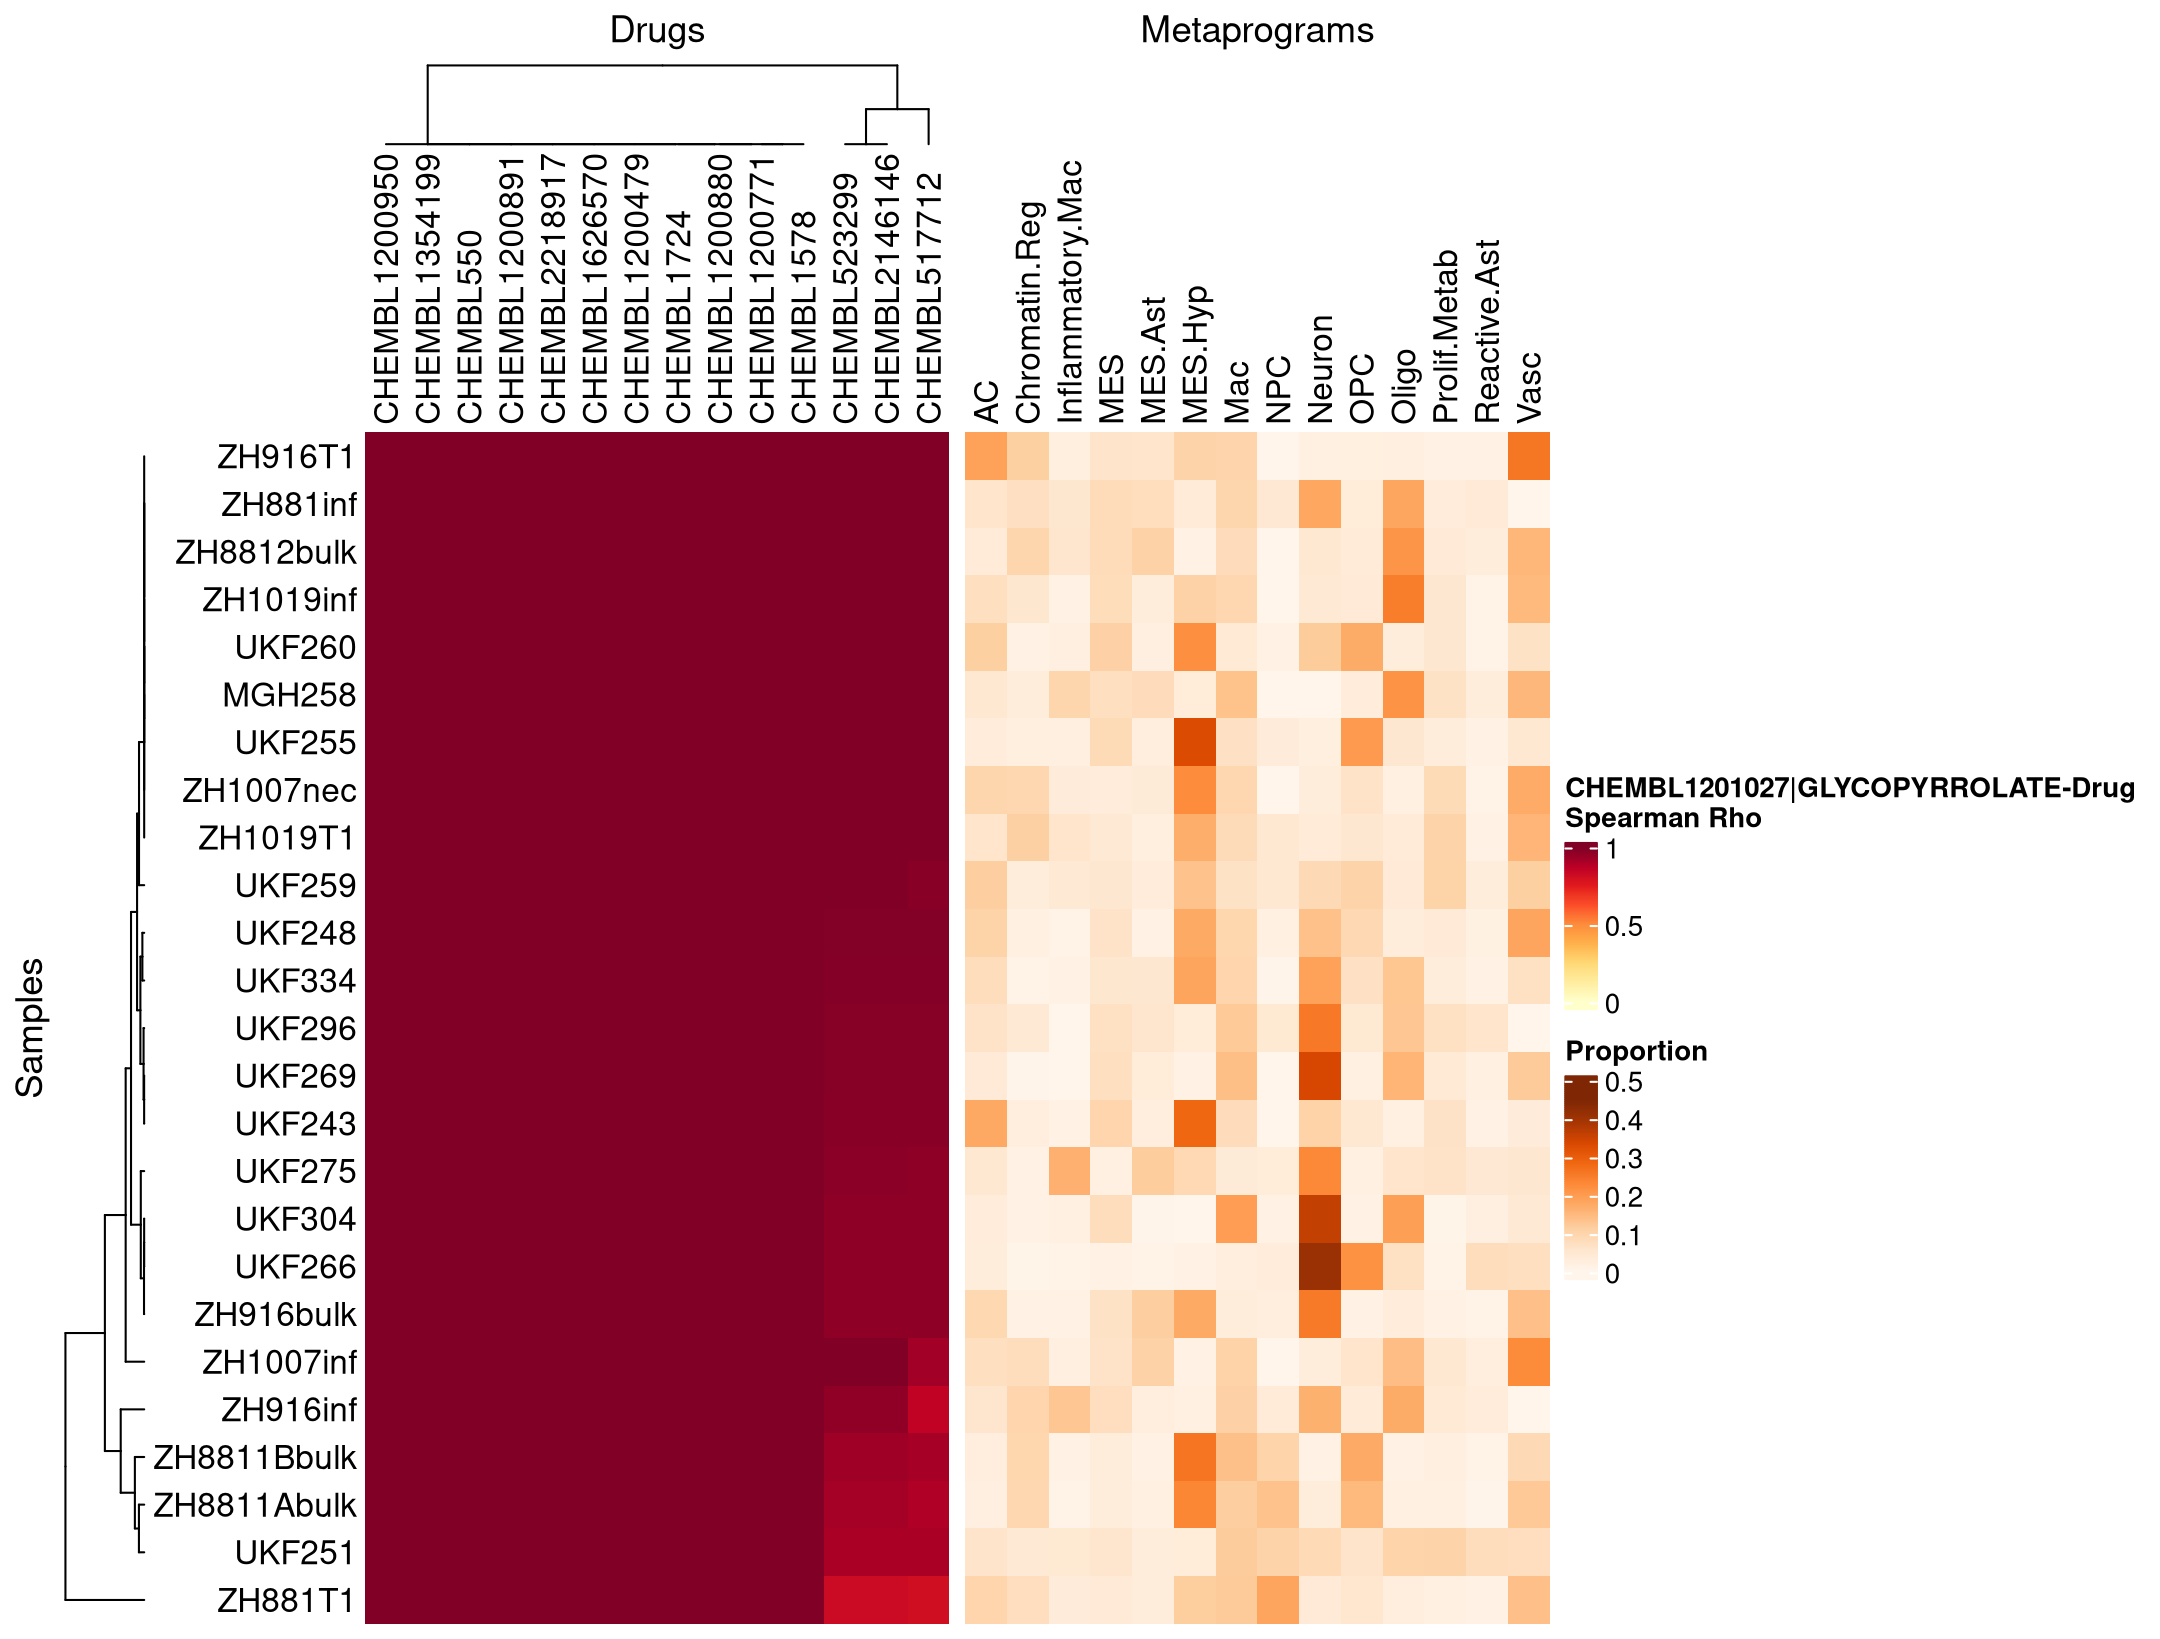 Drugs
Metaprograms
CHEMBL1200950
CHEMBL1354199
CHEMBL550
CHEMBL1200891
CHEMBL2218917
CHEMBL1626570
CHEMBL1200479
CHEMBL1724
CHEMBL1200880
CHEMBL1200771
CHEMBL1578
CHEMBL523299
CHEMBL2146146
CHEMBL517712
AC
Chromatin.Reg
Inflammatory.Mac
MES
MES.Ast
MES.Hyp
Mac
NPC
Neuron
OPC
Oligo
Prolif.Metab
Reactive.Ast
Vasc
Samples
ZH916T1
ZH881inf
ZH8812bulk
ZH1019inf
UKF260
MGH258
UKF255
ZH1007nec
ZH1019T1
UKF259
UKF248
UKF334
UKF296
UKF269
UKF243
UKF275
UKF304
UKF266
ZH916bulk
ZH1007inf
ZH916inf
ZH8811Bbulk
ZH8811Abulk
UKF251
ZH881T1
CHEMBL1201027|GLYCOPYRROLATE-Drug
Spearman Rho
1
0.5
0
Proportion
0.5
0.4
0.3
0.2
0.1
0